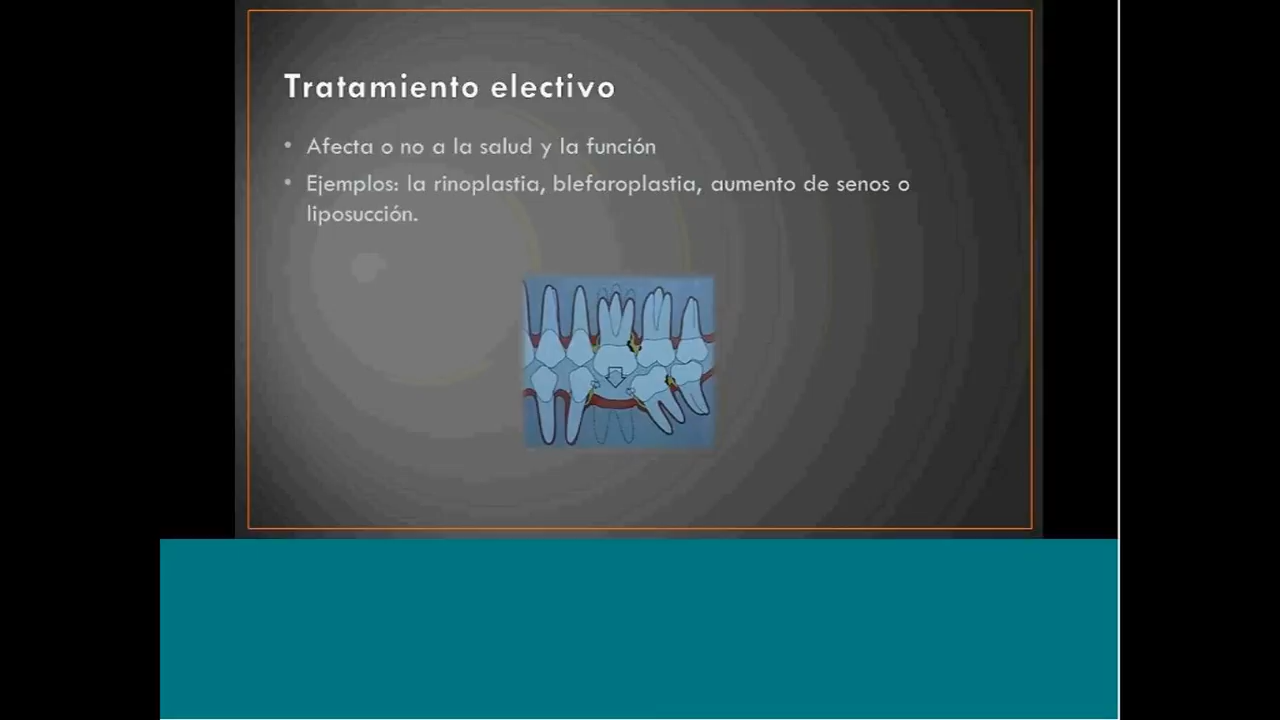 Tratamiento electivo
• Afecta o no a la salud y la función
• Ejemplos: la rinoplastia, blefaroplastia, aumento de senos o
liposucción.